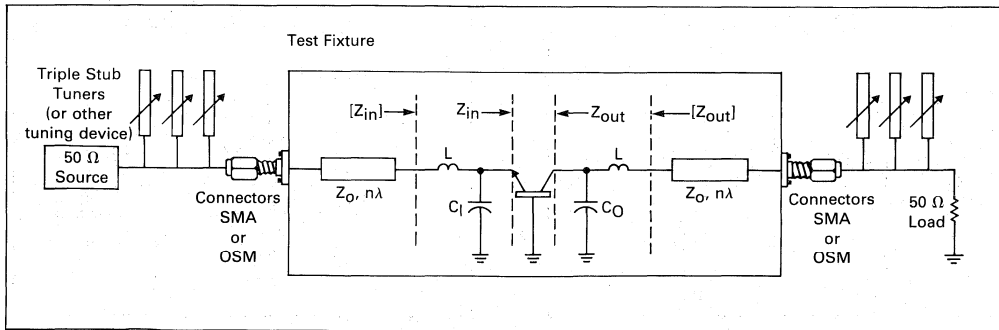 Test Fixture
Triple Stub
Tuners
(or other
tuning device)
50 Ω
Source
Connectors
SMA
or
OSM
[Zin]
Zin
Zout
[Zout]
L
L
Zo, nλ
CI
CO
Zo, nλ
Connectors
SMA
or
OSM
50 Ω
Load